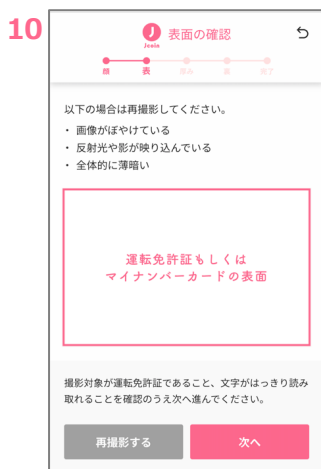 10
J
Jcoin
表面の確認
顔 表 厚み 裏 完了
以下の場合は再撮影してください。
・ 画像がぼやけている
・ 反射光や影が映り込んでいる
・ 全体的に薄暗い
運転免許証もしくは
マイナンバーカードの表面
撮影対象が運転免許証であること、文字がはっきり読み
取れることを確認のうえ次へ進んでください。
再撮影する 次へ